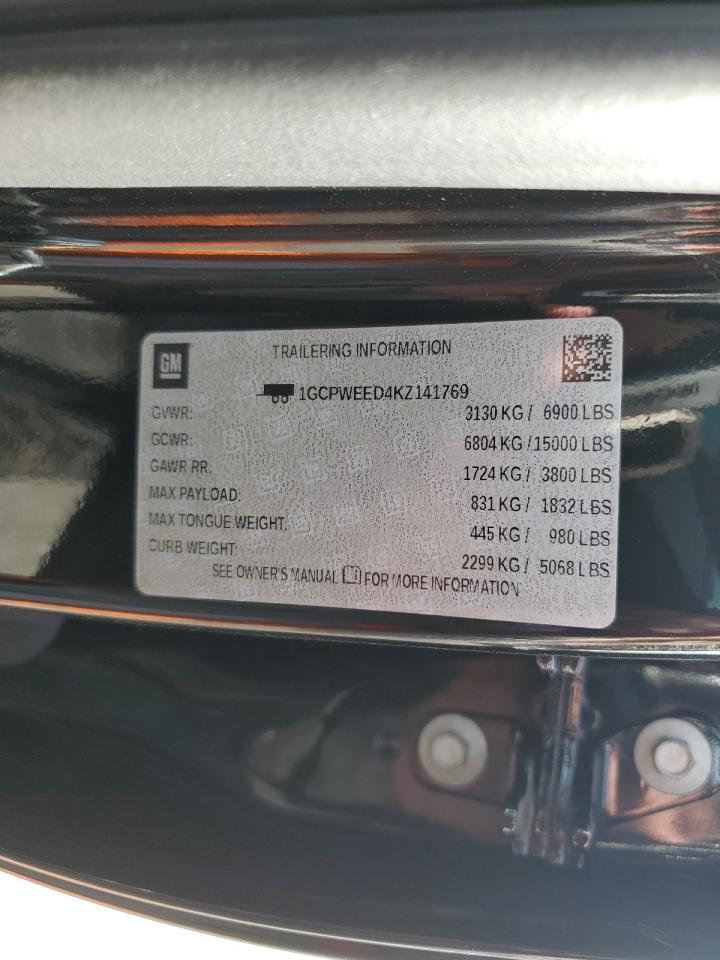 GM
TRAILERING INFORMATION
1GCPWEED4KZ141769
GVWR: 3130 KG / 6900 LBS
GCWR: 6804 KG / 15000 LBS
GAWR RR: 1724 KG / 3800 LBS
MAX PAYLOAD: 831 KG / 1832 LBS
MAX TONGUE WEIGHT: 445 KG / 980 LBS
CURB WEIGHT: 2299 KG / 5068 LBS
SEE OWNER'S MANUAL FOR MORE INFORMATION